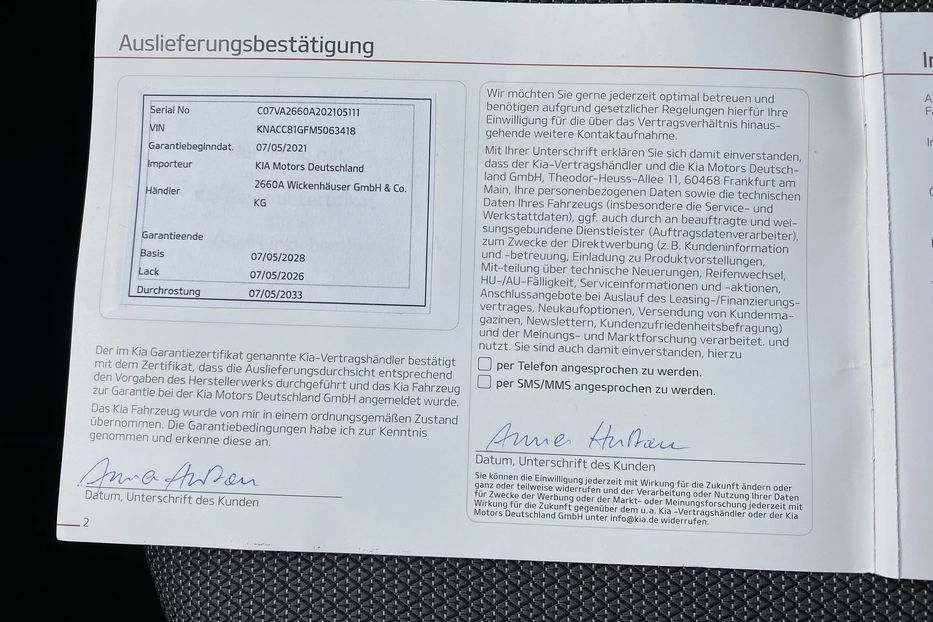 Auslieferungsbestätigung
Serial No C07VA2660A202105111
VIN KNACC81GFM5063418
Garantiebeginndat. 07/05/2021
Importeur KIA Motors Deutschland
Händler 2660A Wickenhäuser GmbH & Co.
KG
Garantieende
Basis 07/05/2028
Lack 07/05/2026
Durchrostung 07/05/2033
Der im Kia Garantiezertifikat genannte Kia-Vertragshändler bestätigt
mit dem Zertifikat, dass die Auslieferungsdurchsicht entsprechend
den Vorgaben des Herstellerwerks durchgeführt und das Kia Fahrzeug
zur Garantie bei der Kia Motors Deutschland GmbH angemeldet wurde.
Das Kia Fahrzeug wurde von mir in einem ordnungsgemäßen Zustand
übernommen. Die Garantiebedingungen habe ich zur Kenntnis
genommen und erkenne diese an.
Datum, Unterschrift des Kunden
2
Wir möchten Sie gerne jederzeit optimal betreuen und
benötigen aufgrund gesetzlicher Regelungen hierfür Ihre
Einwilligung für die über das Vertragsverhältnis hinaus-
gehende weitere Kontaktaufnahme.
Mit Ihrer Unterschrift erklären Sie sich damit einverstanden,
dass der Kia-Vertragshändler und die Kia Motors Deutsch-
land GmbH, Theodor-Heuss-Allee 11, 60468 Frankfurt am
Main, Ihre personenbezogenen Daten sowie die technischen
Daten Ihres Fahrzeugs (insbesondere die Service- und
Werkstattdaten), ggf. auch durch an beauftragte und wei-
sungsgebundene Dienstleister (Auftragsdatenverarbeiter),
zum Zwecke der Direktwerbung (z. B. Kundeninformation
und -betreuung, Einladung zu Produktvorstellungen,
Mit-teilung über technische Neuerungen, Reifenwechsel,
HU-/AU-Fälligkeit, Serviceinformationen und -aktionen,
Anschlussangebote bei Auslauf des Leasing-/Finanzierungs-
vertrages, Neukaufoptionen, Versendung von Kundenma-
gazinen, Newslettern, Kundenzufriedenheitsbefragung)
und der Meinungs- und Marktforschung verarbeitet. und
nutzt. Sie sind auch damit einverstanden, hierzu
per Telefon angesprochen zu werden.
per SMS/MMS angesprochen zu werden.
Datum, Unterschrift des Kunden
Sie können die Einwilligung jederzeit mit Wirkung für die Zukunft ändern oder
ganz oder teilweise widerrufen und der Verarbeitung oder Nutzung Ihrer Daten
für Zwecke der Werbung oder der Markt- oder Meinungsforschung jederzeit mit
Wirkung für die Zukunft gegenüber dem u. a. Kia -Vertragshändler oder der Kia
Motors Deutschland GmbH unter info@kia.de widerrufen.